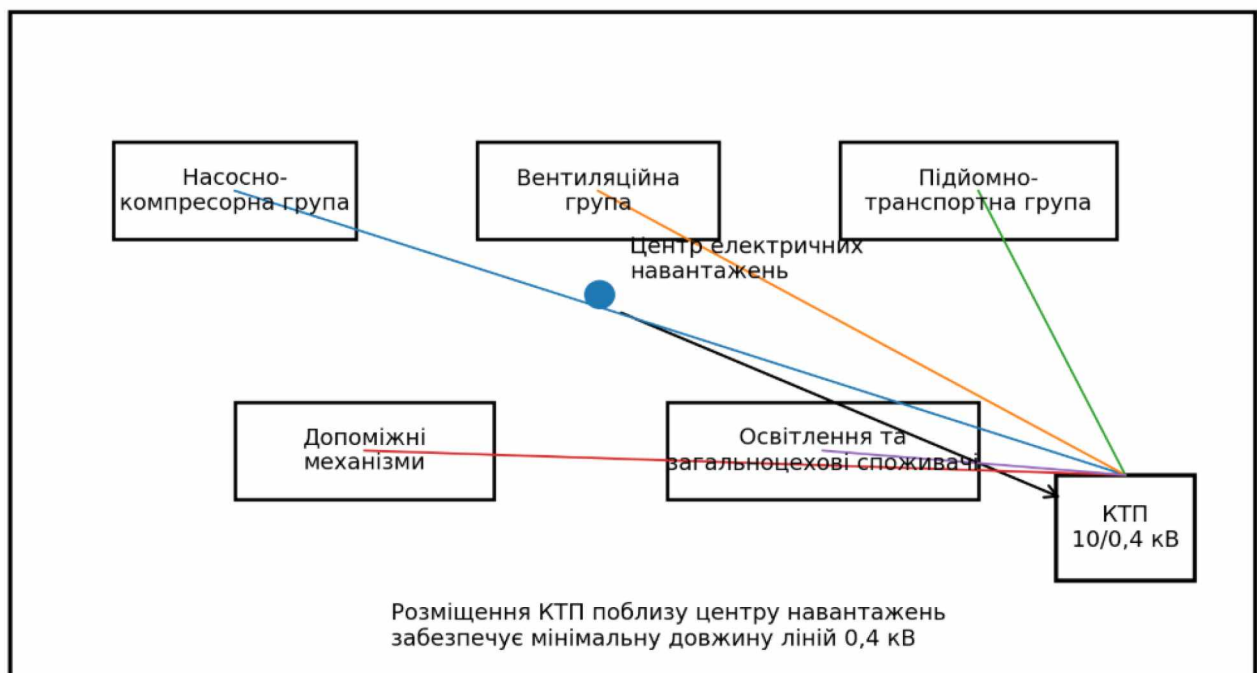 Насосно-
компресорна група
Вентиляційна
група
Підйомно-
транспортна група
Центр електричних
навантажень
Допоміжні
механізми
Освітлення та
загальноцехові споживачі
КТП
10/0,4 кВ
Розміщення КТП поблизу центру навантажень
забезпечує мінімальну довжину ліній 0,4 кВ